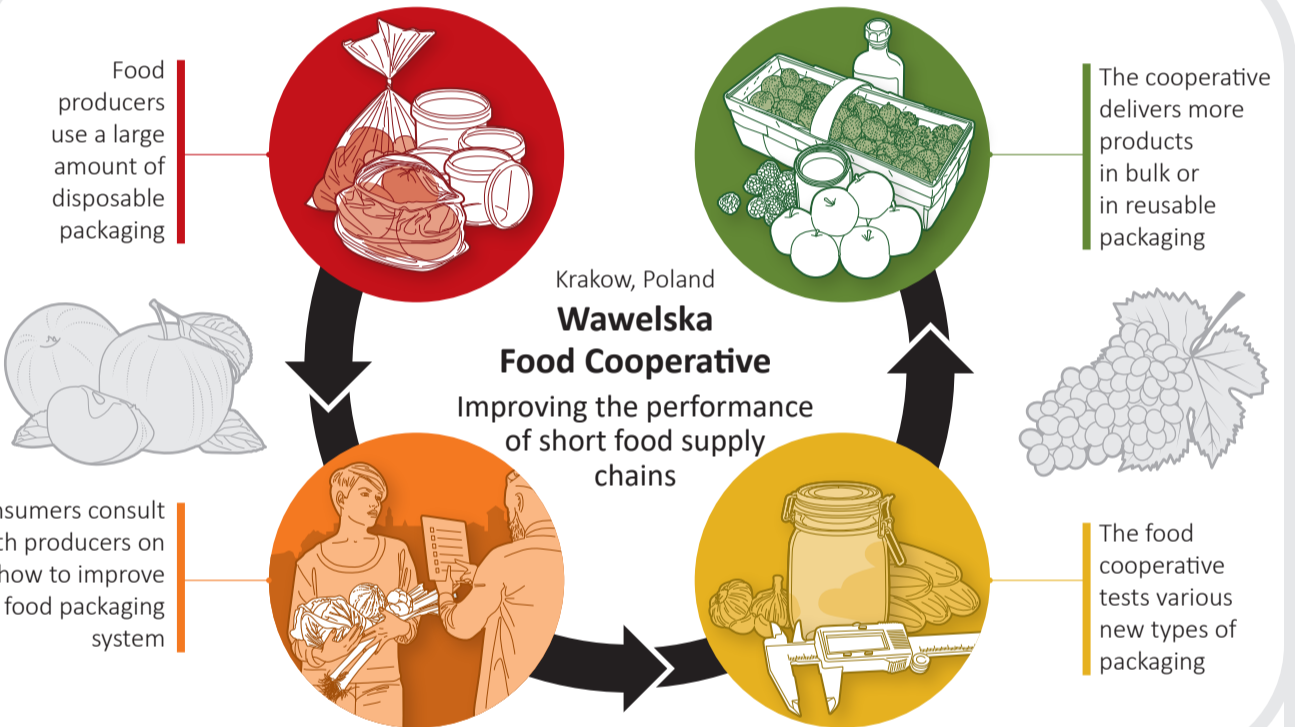 Food
producers
use a large
amount of
disposable
packaging
The cooperative
delivers more
products
in bulk or
in reusable
packaging
Krakow, Poland
Wawelska
Food Cooperative
Improving the performance
of short food supply
chains
consult
producers on
how to improve
food packaging
system
The food
cooperative
tests various
new types of
packaging